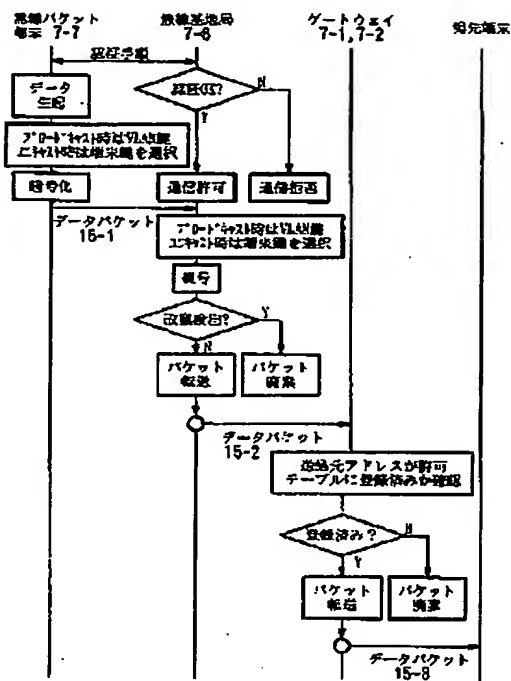 無線パケット
端末 7-7
無線基地局
7-6
ゲートウェイ
7-1, 7-2
宛先端末
認証手順
データ
生成
認証OK?
N
Y
ブロードキャスト時はVLAN鍵
ユニキャスト時は端末鍵を選択
暗号化
通信許可
通信拒否
データパケット
15-1
ブロードキャスト時はVLAN鍵
ユニキャスト時は端末鍵を選択
復号
改竄検出?
Y
N
パケット
転送
パケット
廃棄
データパケット
15-2
送信元アドレスが許可
テーブルに登録済みか確認
登録済み?
N
Y
パケット
転送
パケット
廃棄
データパケット
15-3